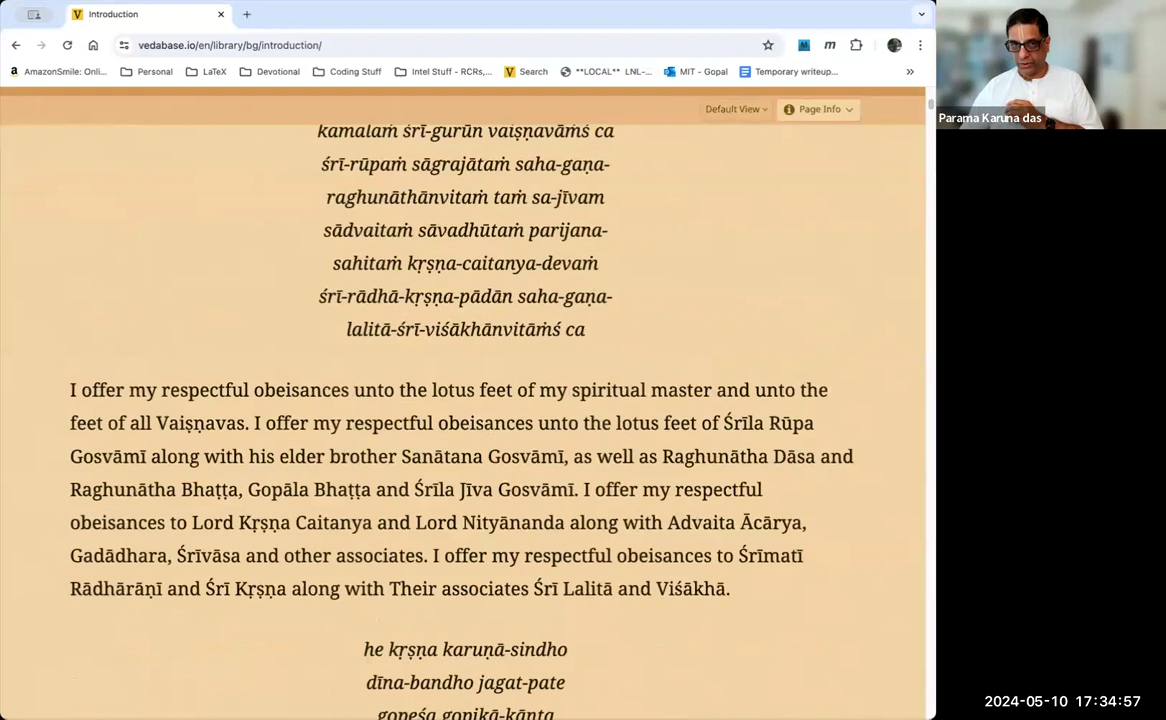 Introduction
vedabase.io/en/library/bg/introduction/
AmazonSmile: Onli...
Personal
LaTeX
Devotional
Coding Stuff
Intel Stuff - RCRs,...
Search
**LOCAL** LNL-...
MIT - Gopal
Temporary writeup...
Default View
Page Info
kamalaṁ śrī-gurūn vaiṣṇavāṁś ca
śrī-rūpaṁ sāgrajātaṁ saha-gaṇa-
raghunāthānvitaṁ taṁ sa-jīvam
sādvaitaṁ sāvadhūtaṁ parijana-
sahitaṁ kṛṣṇa-caitanya-devaṁ
śrī-rādhā-kṛṣṇa-pādān saha-gaṇa-
lalitā-śrī-viśākhānvitāṁś ca
I offer my respectful obeisances unto the lotus feet of my spiritual master and unto the
feet of all Vaiṣṇavas. I offer my respectful obeisances unto the lotus feet of Śrīla Rūpa
Gosvāmī along with his elder brother Sanātana Gosvāmī, as well as Raghunātha Dāsa and
Raghunātha Bhaṭṭa, Gopāla Bhaṭṭa and Śrīla Jīva Gosvāmī. I offer my respectful
obeisances to Lord Kṛṣṇa Caitanya and Lord Nityānanda along with Advaita Ācārya,
Gadādhara, Śrīvāsa and other associates. I offer my respectful obeisances to Śrīmatī
Rādhārāṇī and Śrī Kṛṣṇa along with Their associates Śrī Lalitā and Viśākhā.
he kṛṣṇa karuṇā-sindho
dīna-bandho jagat-pate
gopeśa gopikā-kānta
Parama Karuna das
2024-05-10 17:34:57